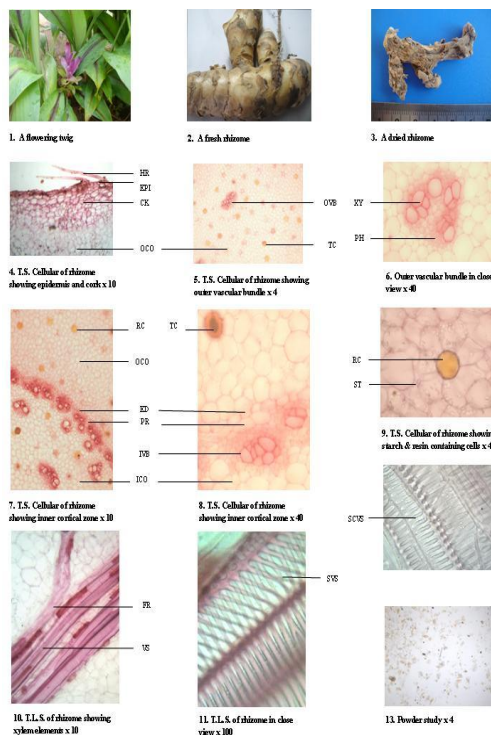 1. A flowering twig
2. A fresh rhizome
3. A dried rhizome
HR
EPI
CK
OCO
OVB
TC
XY
PH
4. T.S. Cellular of rhizome
showing epidermis and cork x 10
5. T.S. Cellular of rhizome showing
outer vascular bundle x 4
6. Outer vascular bundle in close
view x 40
RC
TC
OCO
ED
PR
IVB
ICO
RC
ST
7. T.S. Cellular of rhizome
showing inner cortical zone x 10
8. T.S. Cellular of rhizome
showing inner cortical zone x 40
9. T.S. Cellular of rhizome showing
starch & resin containing cells x 4
FR
VS
SVS
SCVS
10. T.L.S. of rhizome showing
xylem elements x 10
11. T.L.S. of rhizome in close
view x 100
13. Powder study x 4